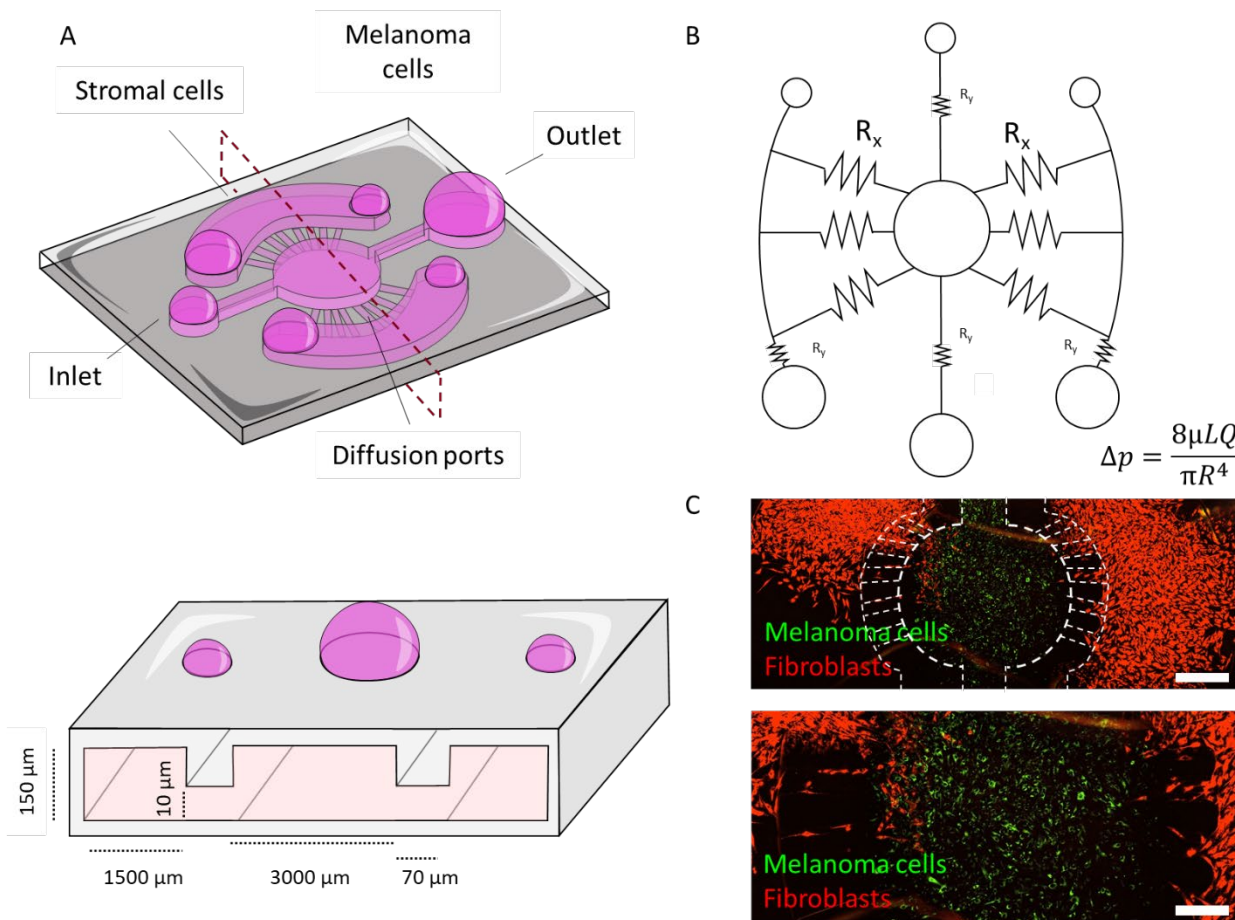 A
Melanoma
cells
Stromal cells
Outlet
Inlet
Diffusion ports
150 µm
10 µm
1500 µm
3000 µm
70 µm
B
R_y
R_x
R_x
R_y
R_y
R_y
Δp = 8µLQ / πR⁴
C
Melanoma cells
Fibroblasts
Melanoma cells
Fibroblasts